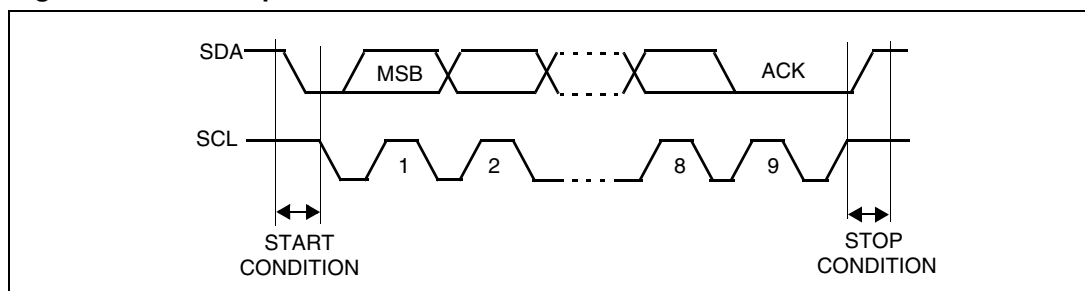 SDA
MSB
ACK
SCL
1
2
8
9
START
CONDITION
STOP
CONDITION